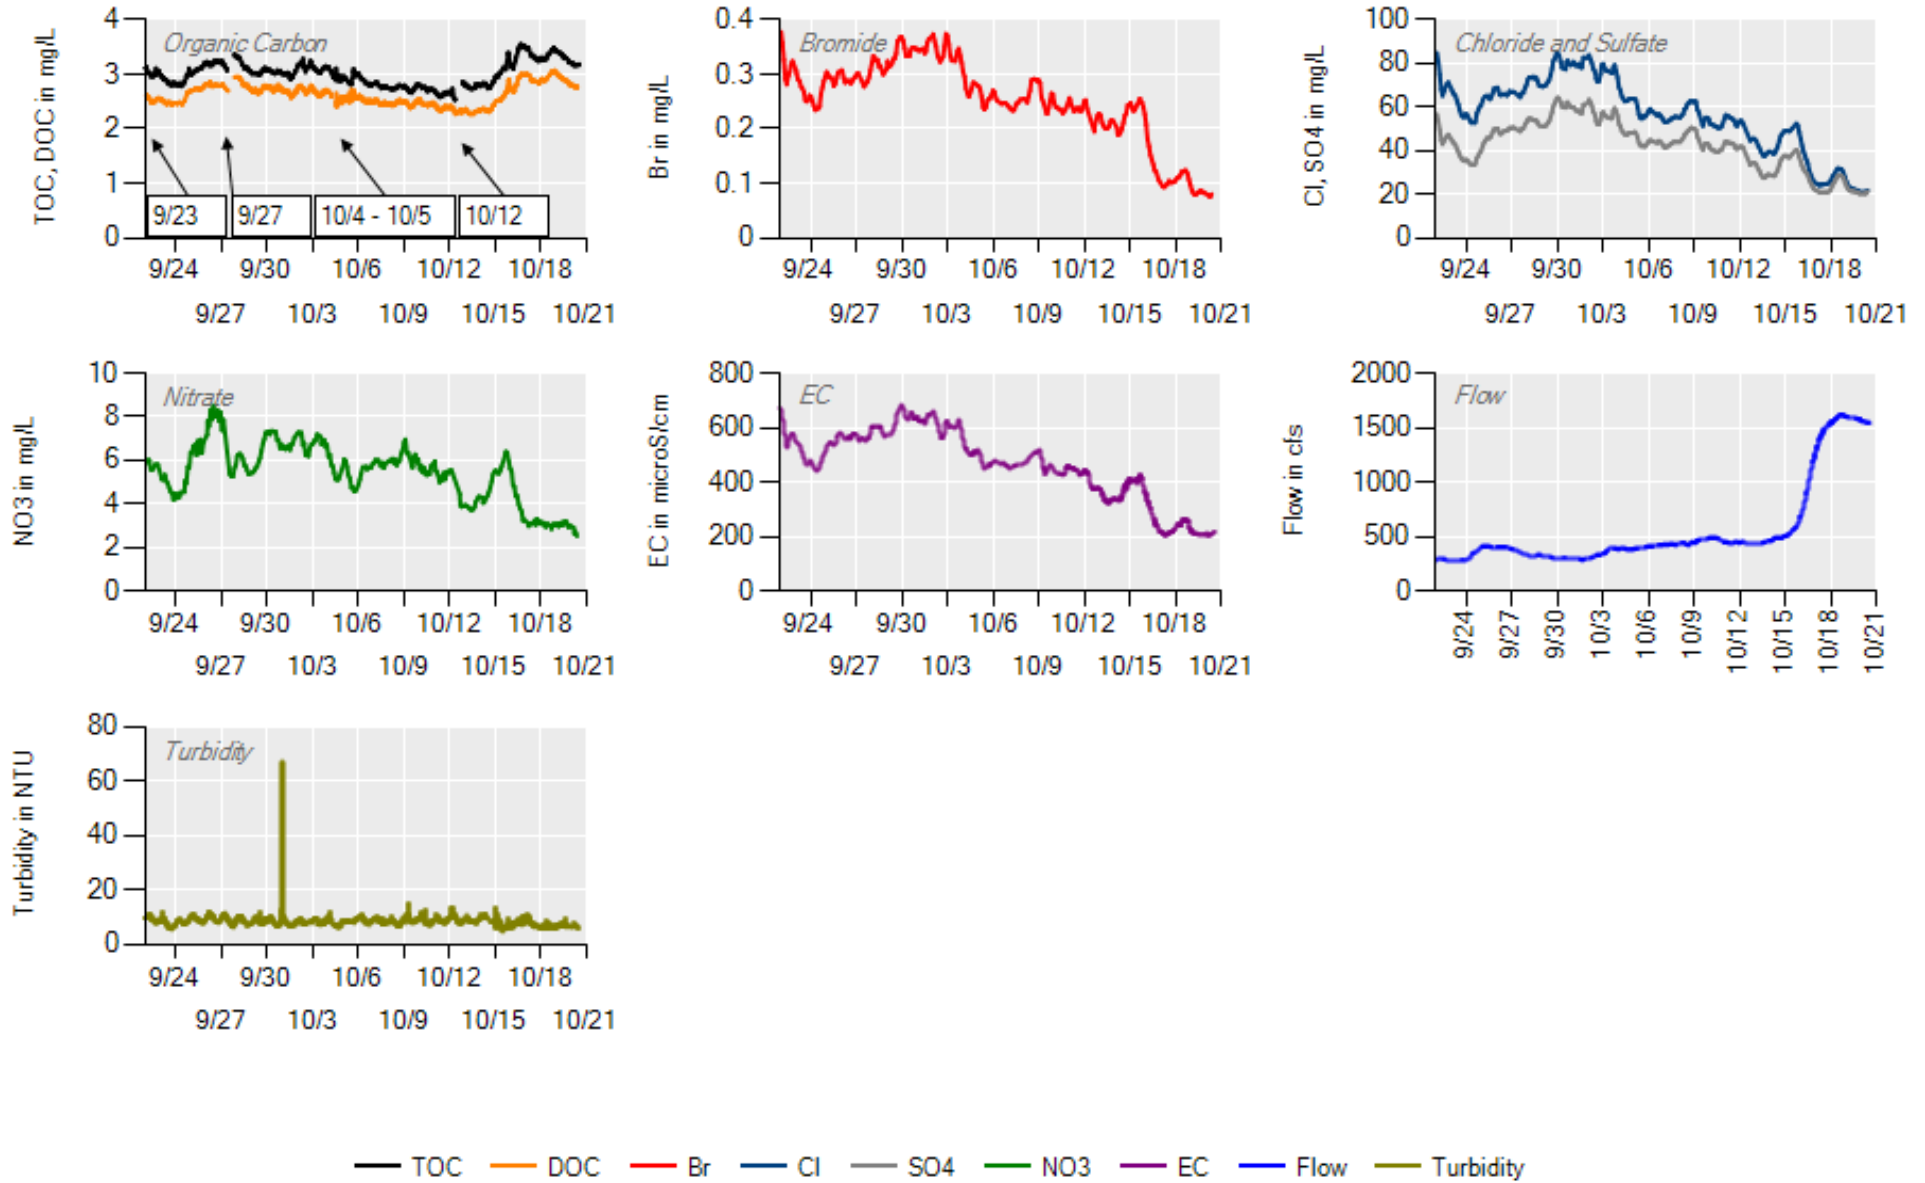 Organic Carbon
TOC, DOC in mg/L
4
3
2
1
0
9/23
9/27
10/4 - 10/5
10/12
9/24 9/30 10/6 10/12 10/18
9/27 10/3 10/9 10/15 10/21
Bromide
Br in mg/L
0.4
0.3
0.2
0.1
0
9/24 9/30 10/6 10/12 10/18
9/27 10/3 10/9 10/15 10/21
Chloride and Sulfate
Cl, SO4 in mg/L
100
80
60
40
20
0
9/24 9/30 10/6 10/12 10/18
9/27 10/3 10/9 10/15 10/21
Nitrate
NO3 in mg/L
10
8
6
4
2
0
9/24 9/30 10/6 10/12 10/18
9/27 10/3 10/9 10/15 10/21
EC
EC in microS/cm
800
600
400
200
0
9/24 9/30 10/6 10/12 10/18
9/27 10/3 10/9 10/15 10/21
Flow
Flow in cfs
2000
1500
1000
500
0
9/24 9/27 9/30 10/3 10/6 10/9 10/12 10/15 10/18 10/21
Turbidity
Turbidity in NTU
80
60
40
20
0
9/24 9/30 10/6 10/12 10/18
9/27 10/3 10/9 10/15 10/21
TOC DOC Br Cl SO4 NO3 EC Flow Turbidity